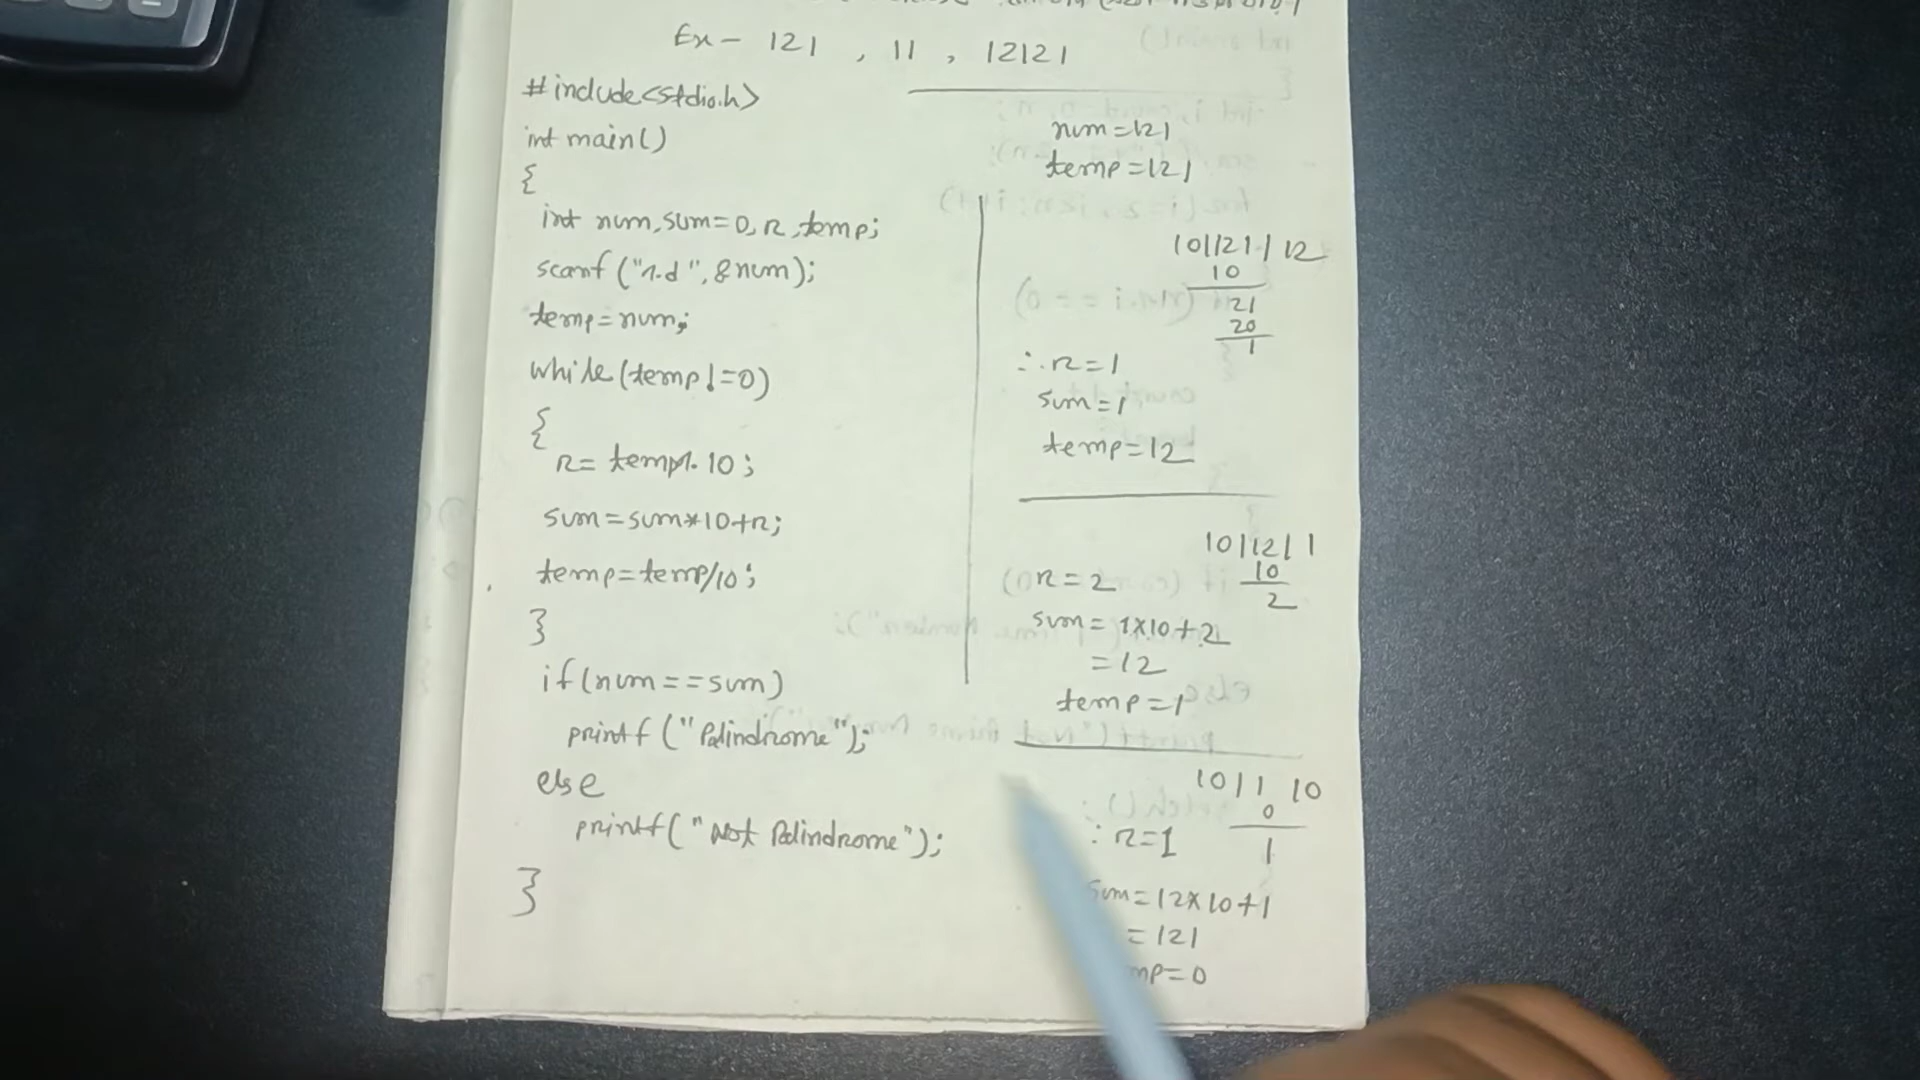 Ex- 121 , 11 , 12121
#include<stdio.h>
int main()
{
int num, sum=0, r, temp;
scanf("%d", &num);
temp=num;
while(temp!=0)
{
r= temp%10;
sum=sum*10+r;
temp=temp/10;
}
if(num==sum)
printf("Palindrome");
else
printf("Not Palindrome");
}
num=121
temp=121
10|121|12
10
21
20
1
∴ r=1
sum=1
temp=12
10|12|1
10
2
r=2
sum= 1x10+2
=12
temp=1
10|1 10
0
1
∴ r=1
sum=12x10+1
=121
mp=0